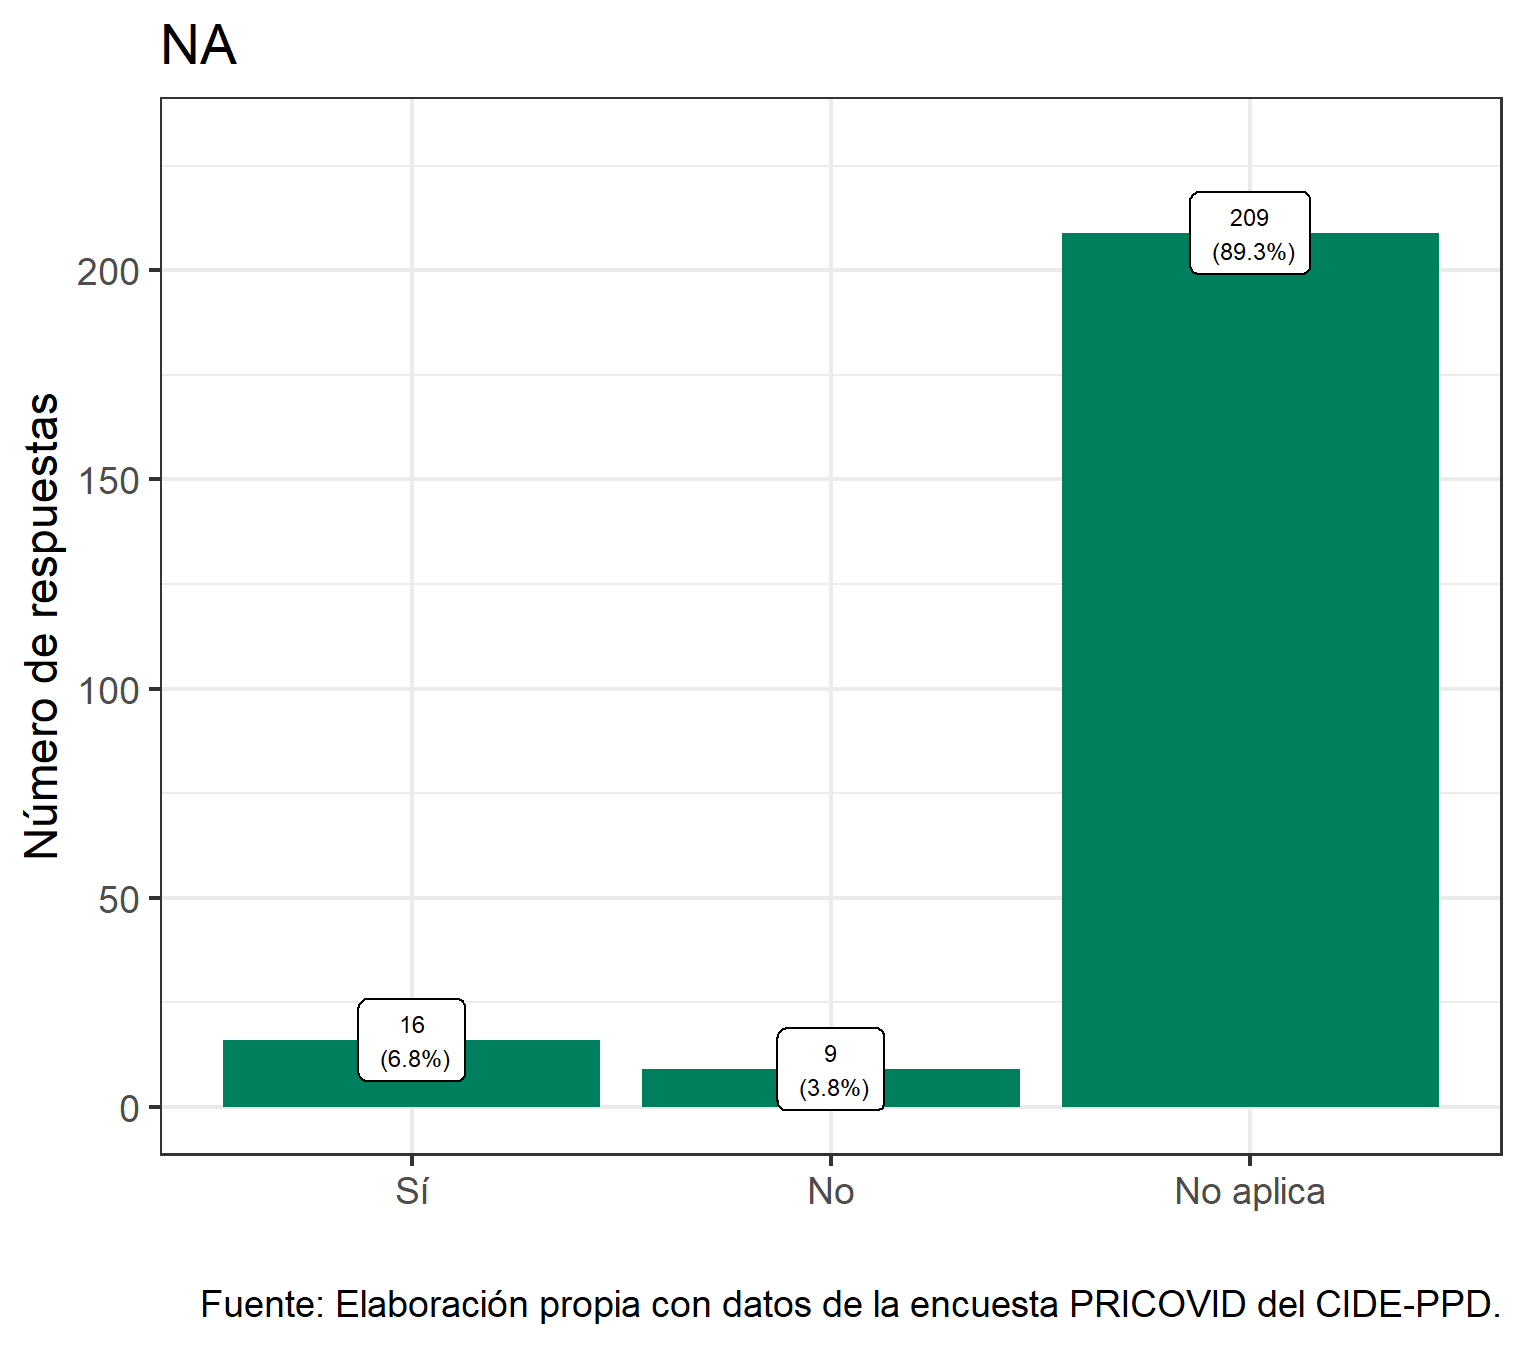 NA
Número de respuestas
200
150
100
50
0
209
(89.3%)
16
(6.8%)
9
(3.8%)
Sí
No
No aplica
Fuente: Elaboración propia con datos de la encuesta PRICOVID del CIDE-PPD.